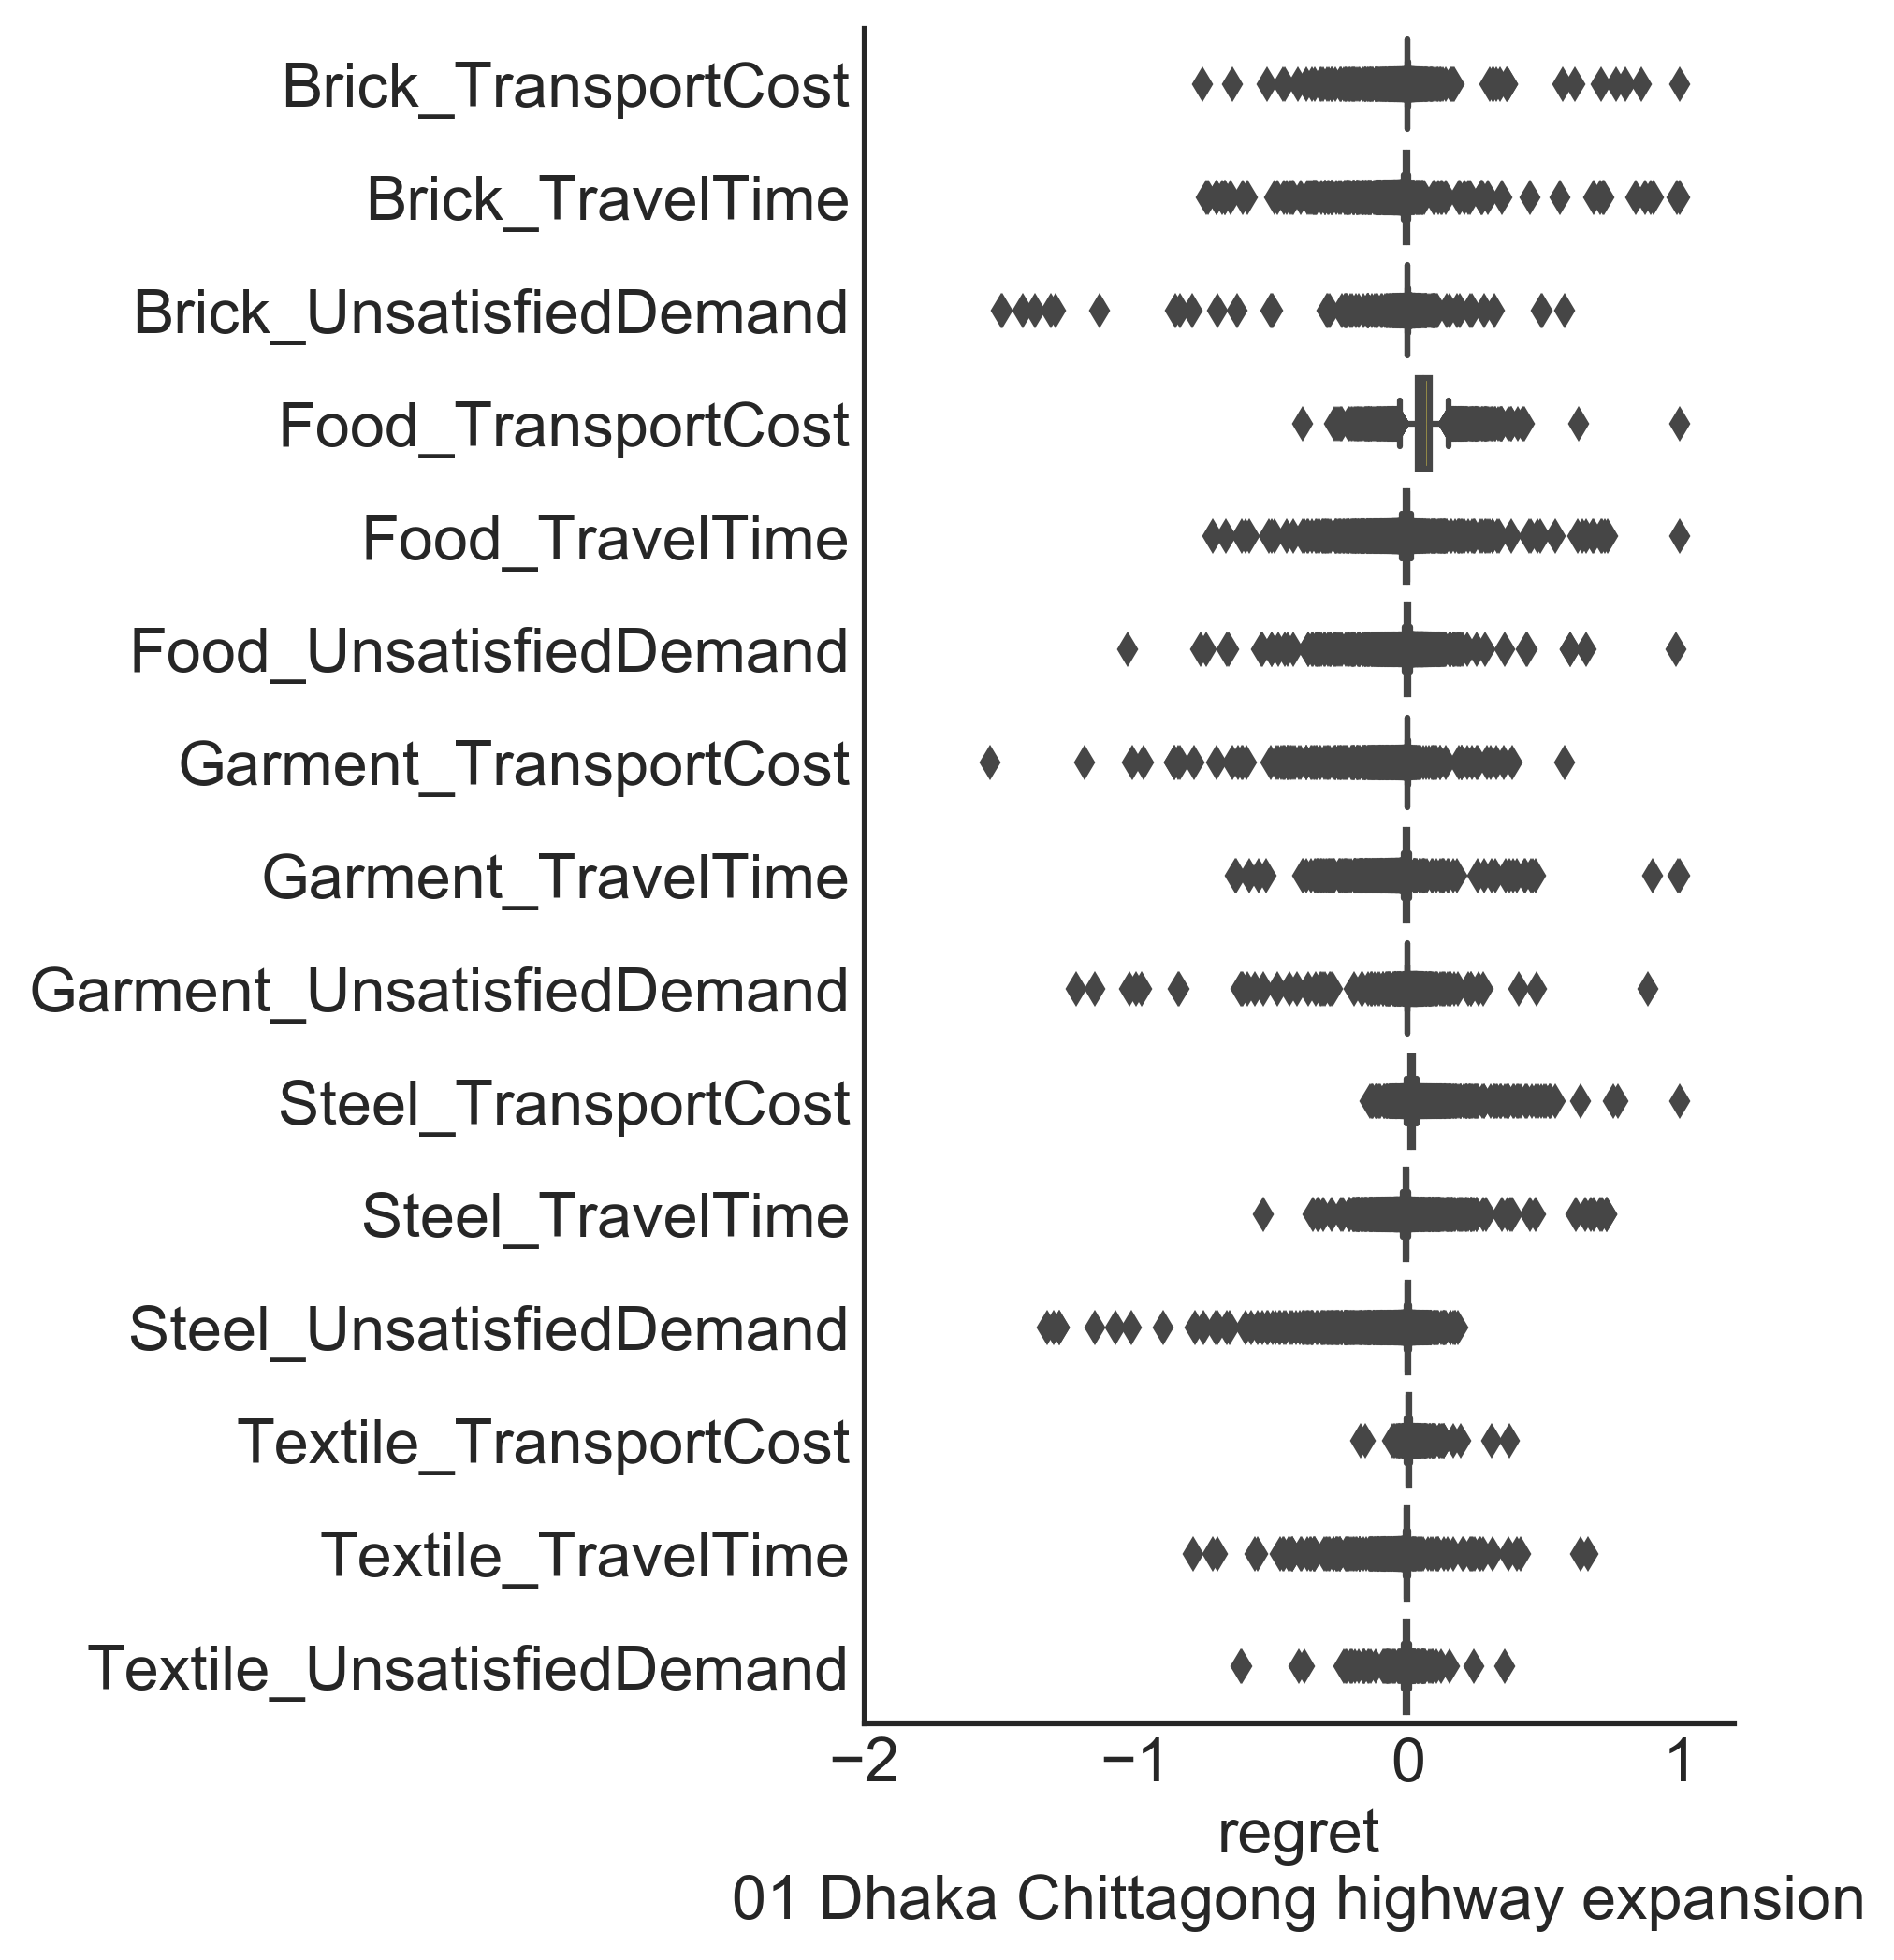 Brick_TransportCost
Brick_TravelTime
Brick_UnsatisfiedDemand
Food_TransportCost
Food_TravelTime
Food_UnsatisfiedDemand
Garment_TransportCost
Garment_TravelTime
Garment_UnsatisfiedDemand
Steel_TransportCost
Steel_TravelTime
Steel_UnsatisfiedDemand
Textile_TransportCost
Textile_TravelTime
Textile_UnsatisfiedDemand
−2 −1 0 1
regret
01 Dhaka Chittagong highway expansion